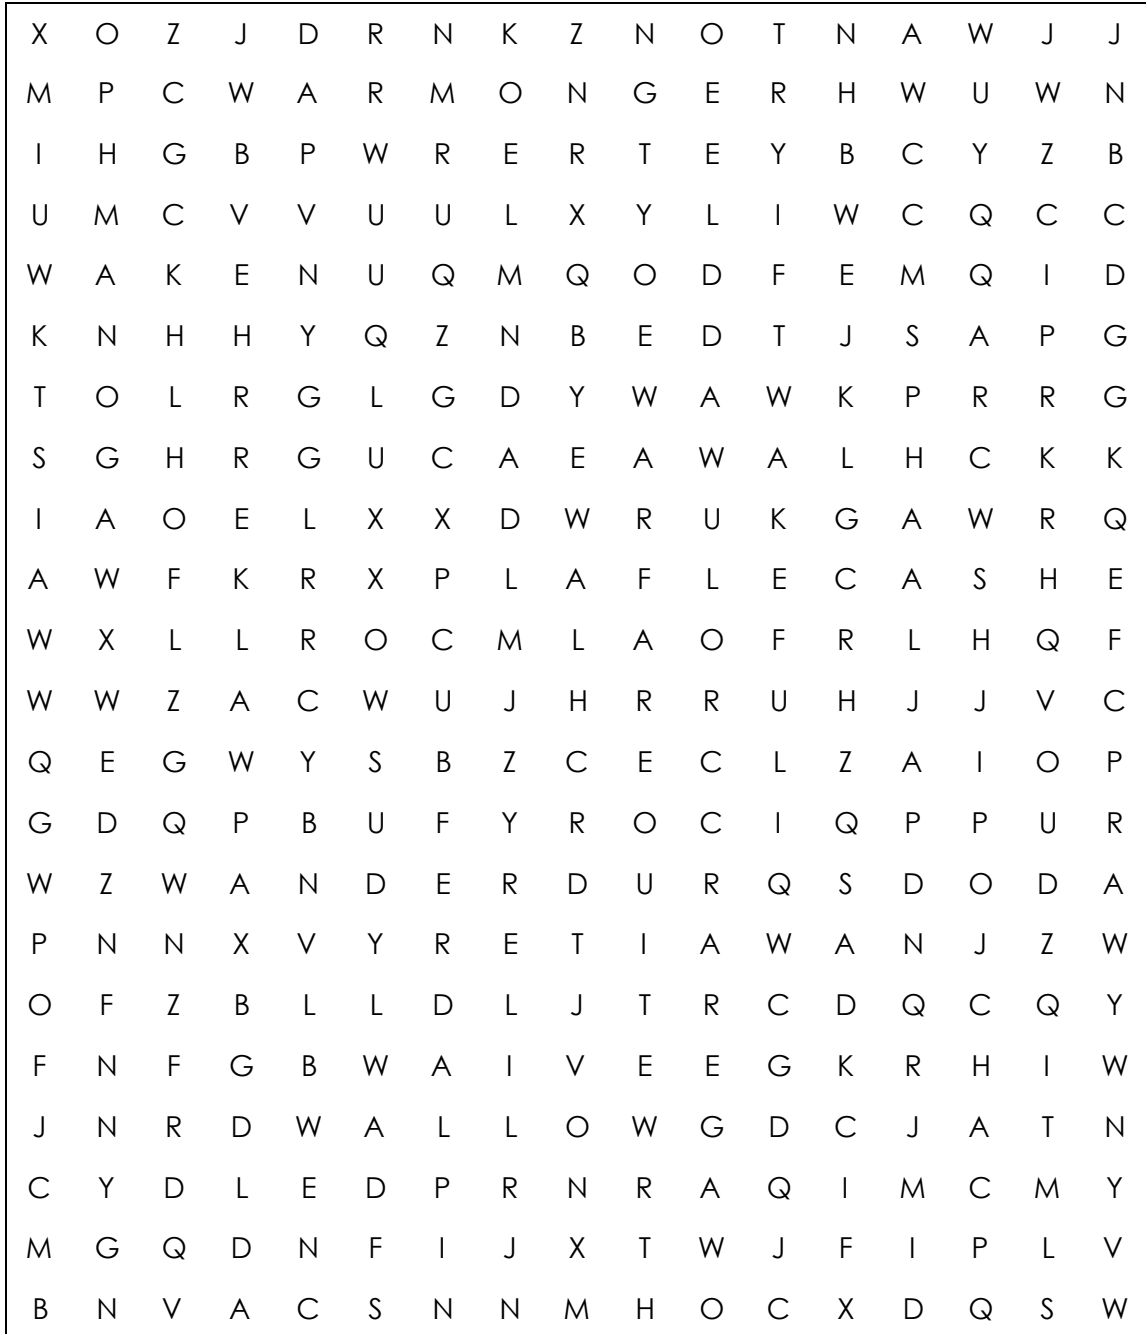 X O Z J D R N K Z N O T N A W J J
M P C W A R M O N G E R H W U W N
I H G B P W R E R T E Y B C Y Z B
U M C V V U U L X Y L I W C Q C C
W A K E N U Q M Q O D F E M Q I D
K N H H Y Q Z N B E D T J S A P G
T O L R G L G D Y W A W K P R R G
S G H R G U C A E A W A L H C K K
I A O E L X X D W R U K G A W R Q
A W F K R X P L A F L E C A S H E
W X L L R O C M L A O F R L H Q F
W W Z A C W U J H R R U H J J V C
Q E G W Y S B Z C E C L Z A I O P
G D Q P B U F Y R O C I Q P P U R
W Z W A N D E R D U R Q S D O D A
P N N X V Y R E T I A W A N J Z W
O F Z B L L D L J T R C D Q C Q Y
F N F G B W A I V E E G K R H I W
J N R D W A L L O W G D C J A T N
C Y D L E D P R N R A Q I M C M Y
M G Q D N F I J X T W J F I P L V
B N V A C S N N M H O C X D Q S W